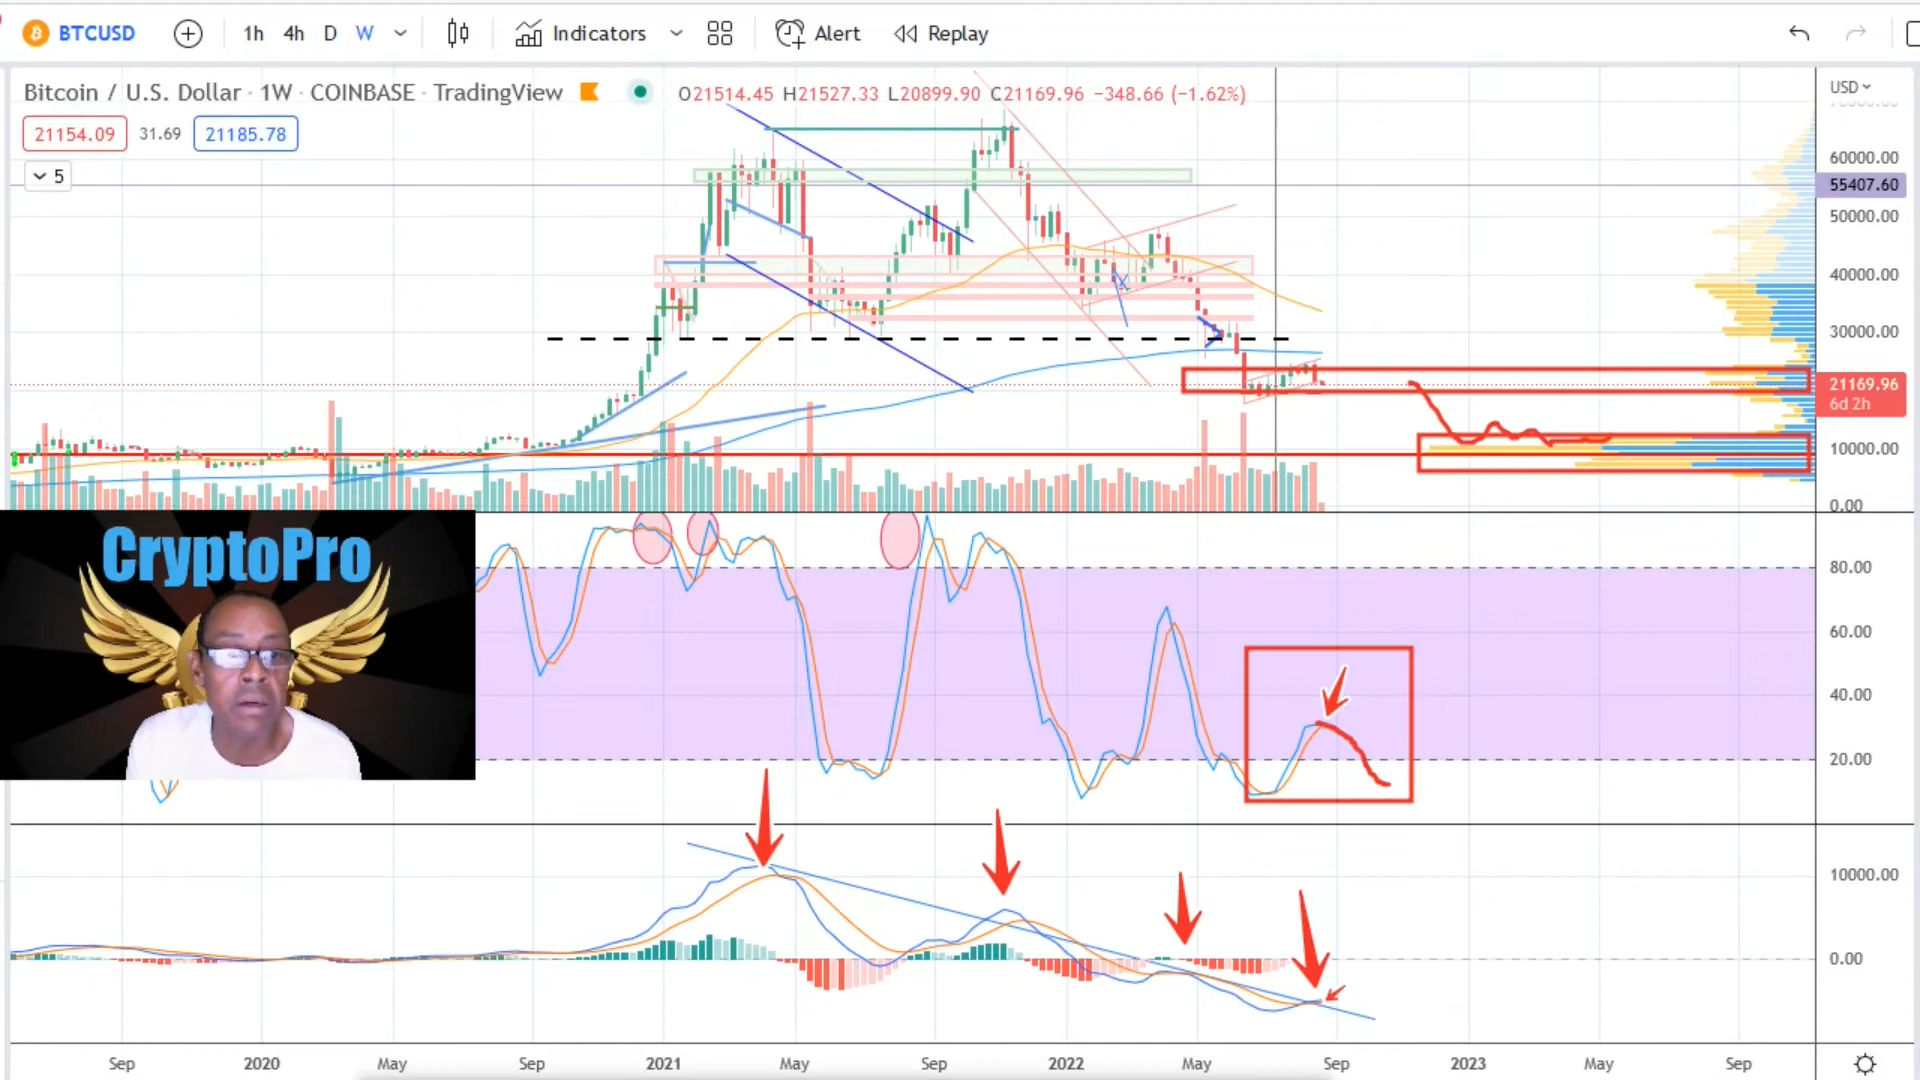 BTCUSD 1h 4h D W Indicators Alert Replay
Bitcoin / U.S. Dollar · 1W · COINBASE · TradingView O21514.45 H21527.33 L20899.90 C21169.96 −348.66 (−1.62%) USD
21154.09 31.69 21185.78
5
60000.00
55407.60
50000.00
40000.00
30000.00
21169.96
6d 2h
10000.00
0.00
CryptoPro
80.00
60.00
40.00
20.00
10000.00
0.00
Sep 2020 May Sep 2021 May Sep 2022 May Sep 2023 May Sep